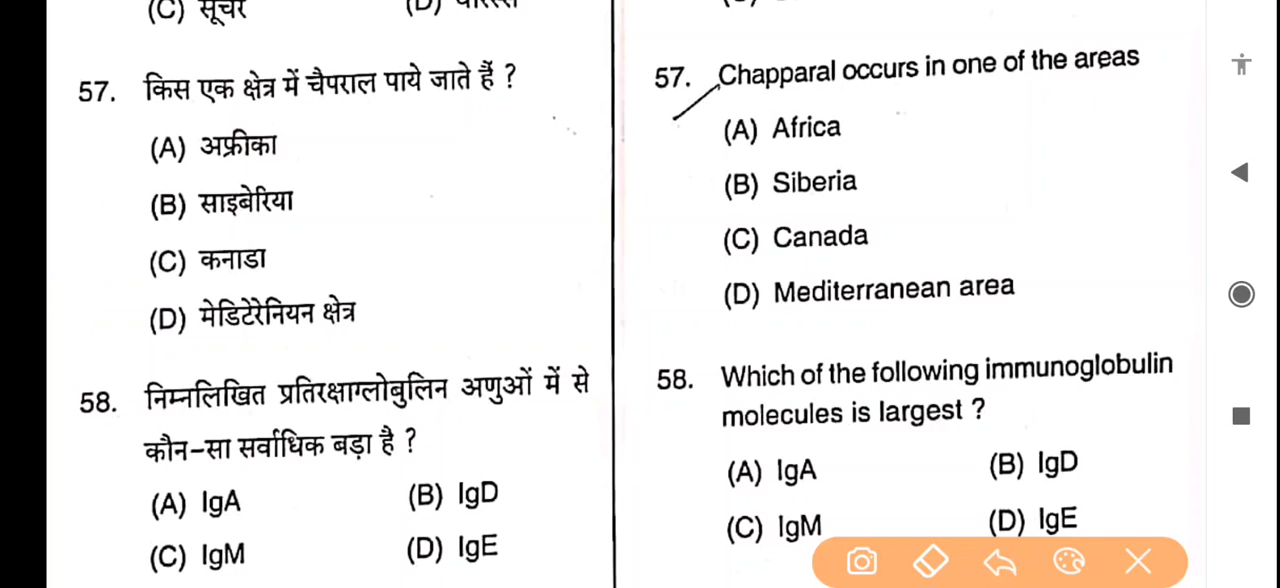 (C) सूचर
57. किस एक क्षेत्र में चैपराल पाये जाते हैं ?
(A) अफ्रीका
(B) साइबेरिया
(C) कनाडा
(D) मेडिटेरेनियन क्षेत्र
58. निम्नलिखित प्रतिरक्षाग्लोबुलिन अणुओं में से
कौन-सा सर्वाधिक बड़ा है ?
(A) IgA (B) IgD
(C) IgM (D) IgE
57. Chapparal occurs in one of the areas
(A) Africa
(B) Siberia
(C) Canada
(D) Mediterranean area
58. Which of the following immunoglobulin
molecules is largest ?
(A) IgA (B) IgD
(C) IgM (D) IgE